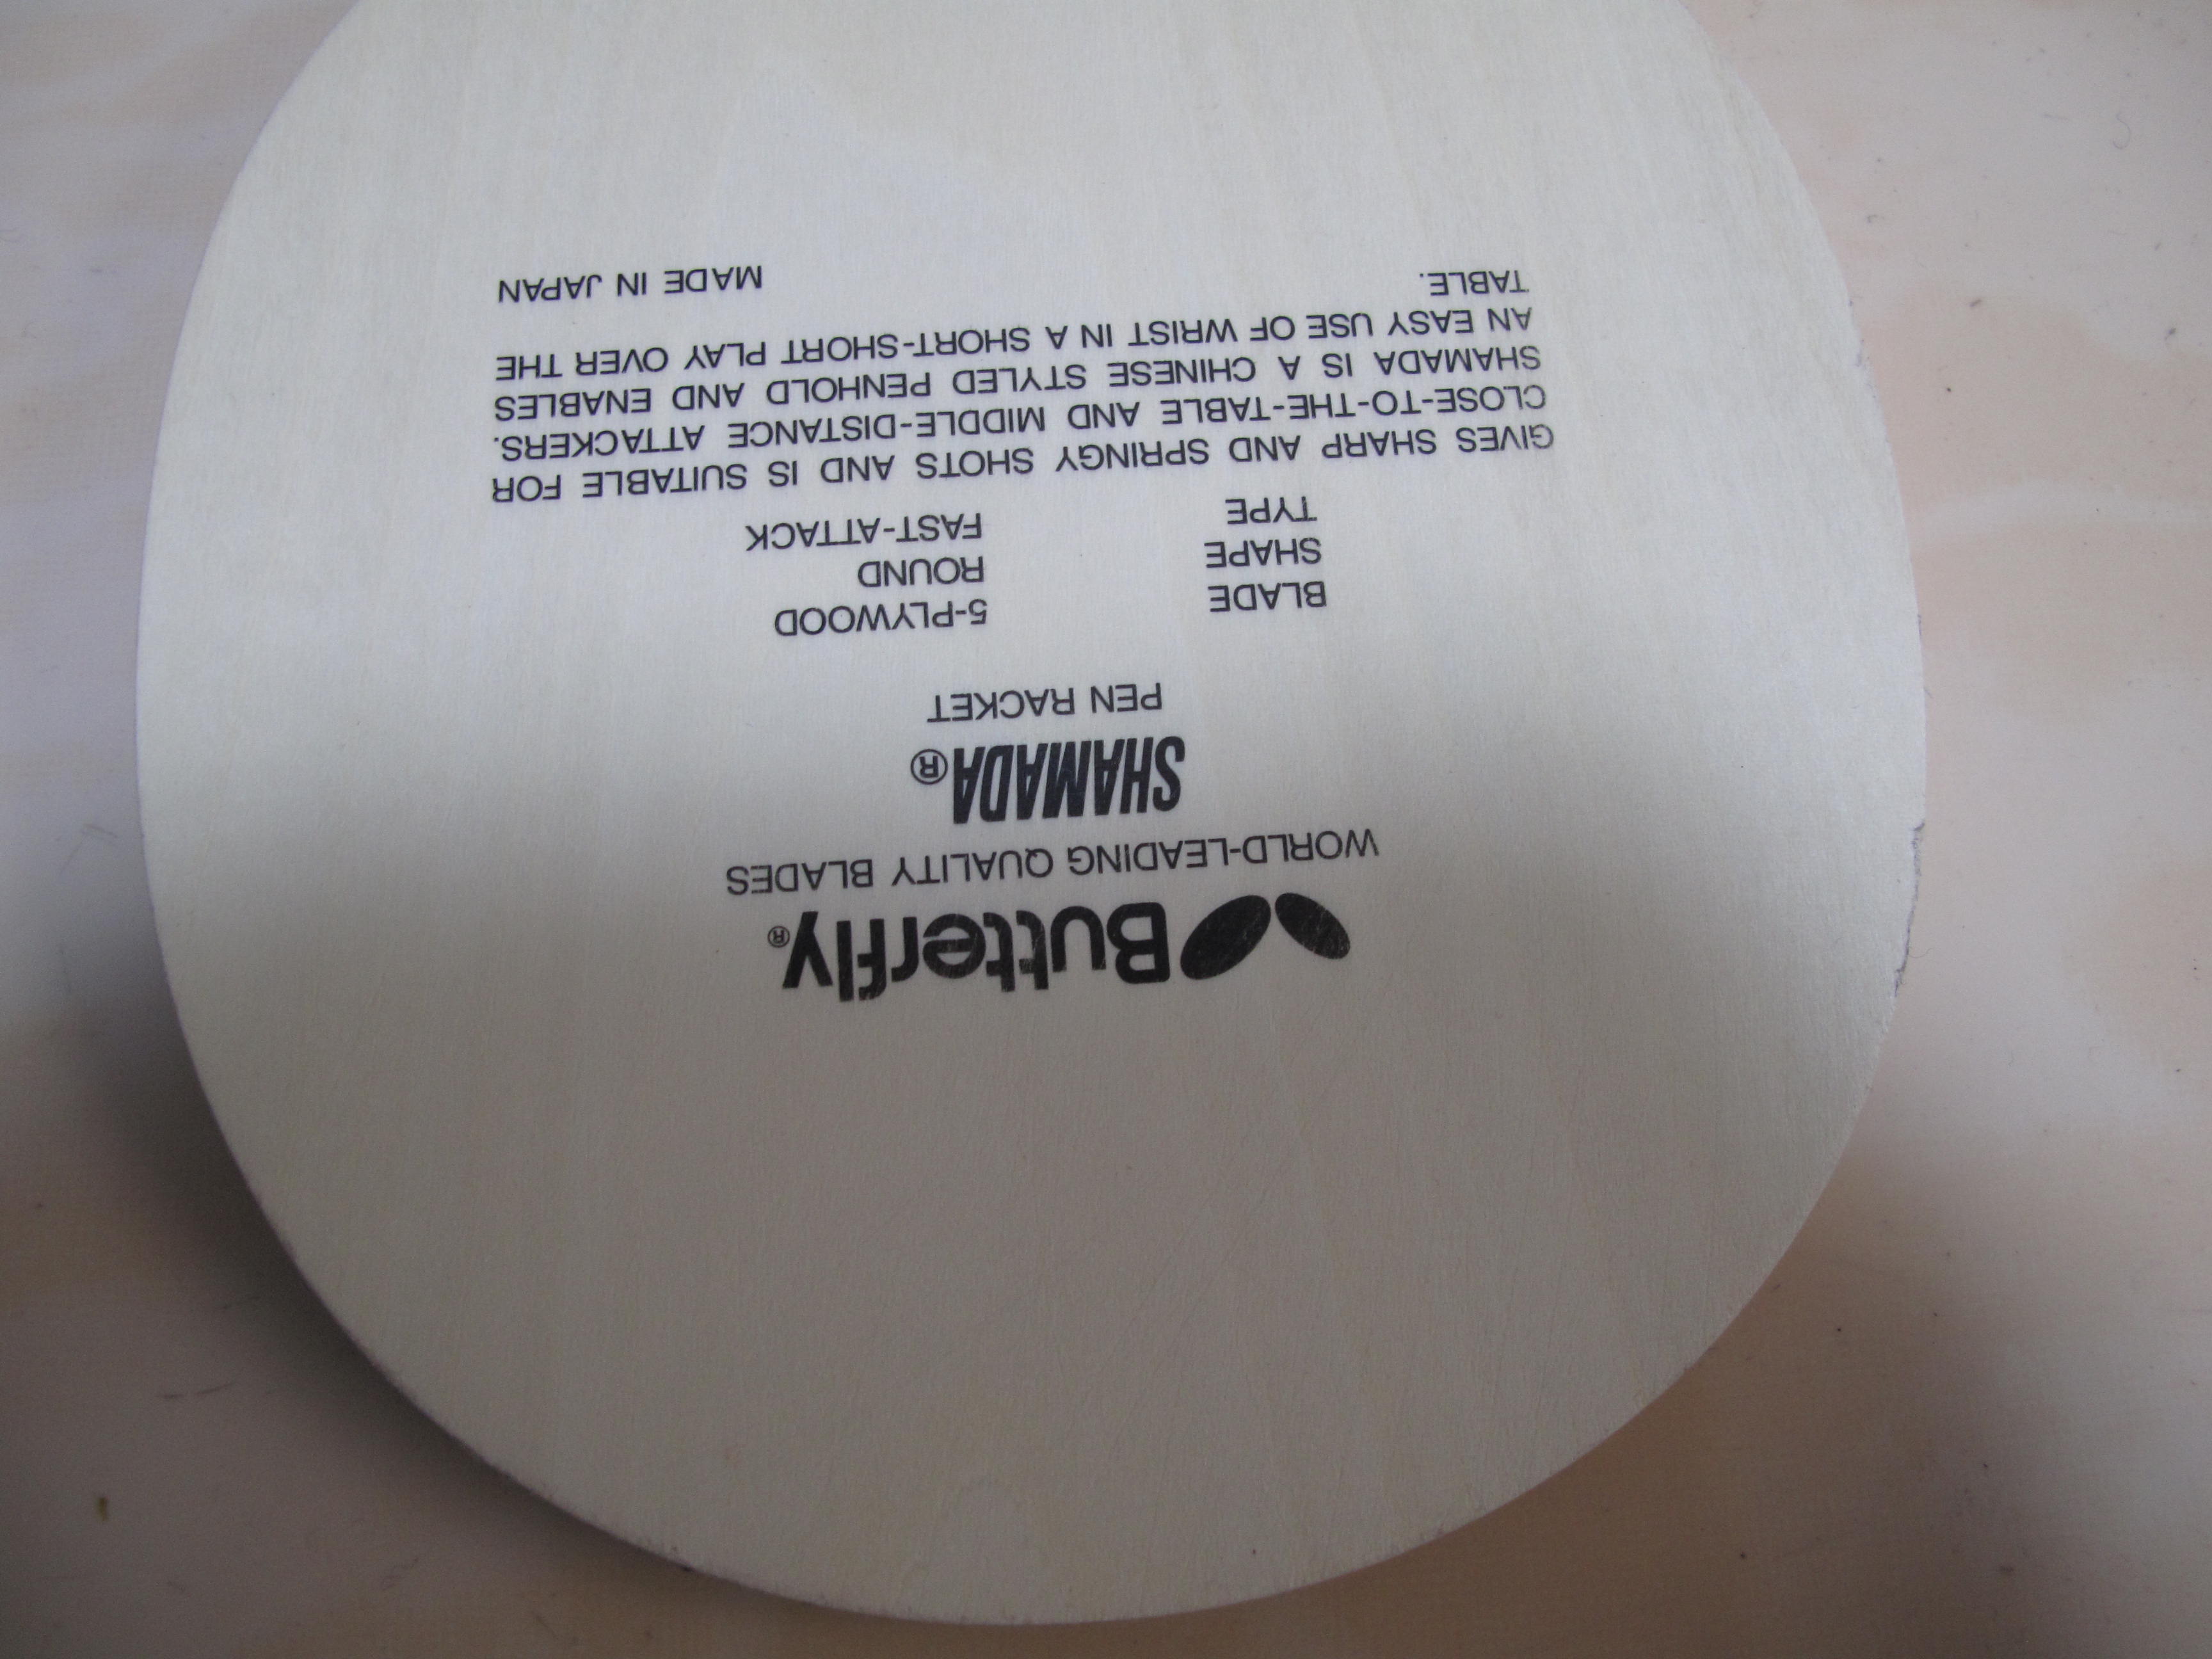 Butterfly®
WORLD-LEADING QUALITY BLADES
SHAMADA®
PEN RACKET
BLADE 5-PLYWOOD
SHAPE ROUND
TYPE FAST-ATTACK
GIVES SHARP AND SPRINGY SHOTS AND IS SUITABLE FOR
CLOSE-TO-THE-TABLE-AND MIDDLE-DISTANCE ATTACKERS.
SHAMADA IS A CHINESE STYLED PENHOLD AND ENABLES
AN EASY USE OF WRIST IN A SHORT-SHORT PLAY OVER THE
TABLE. MADE IN JAPAN